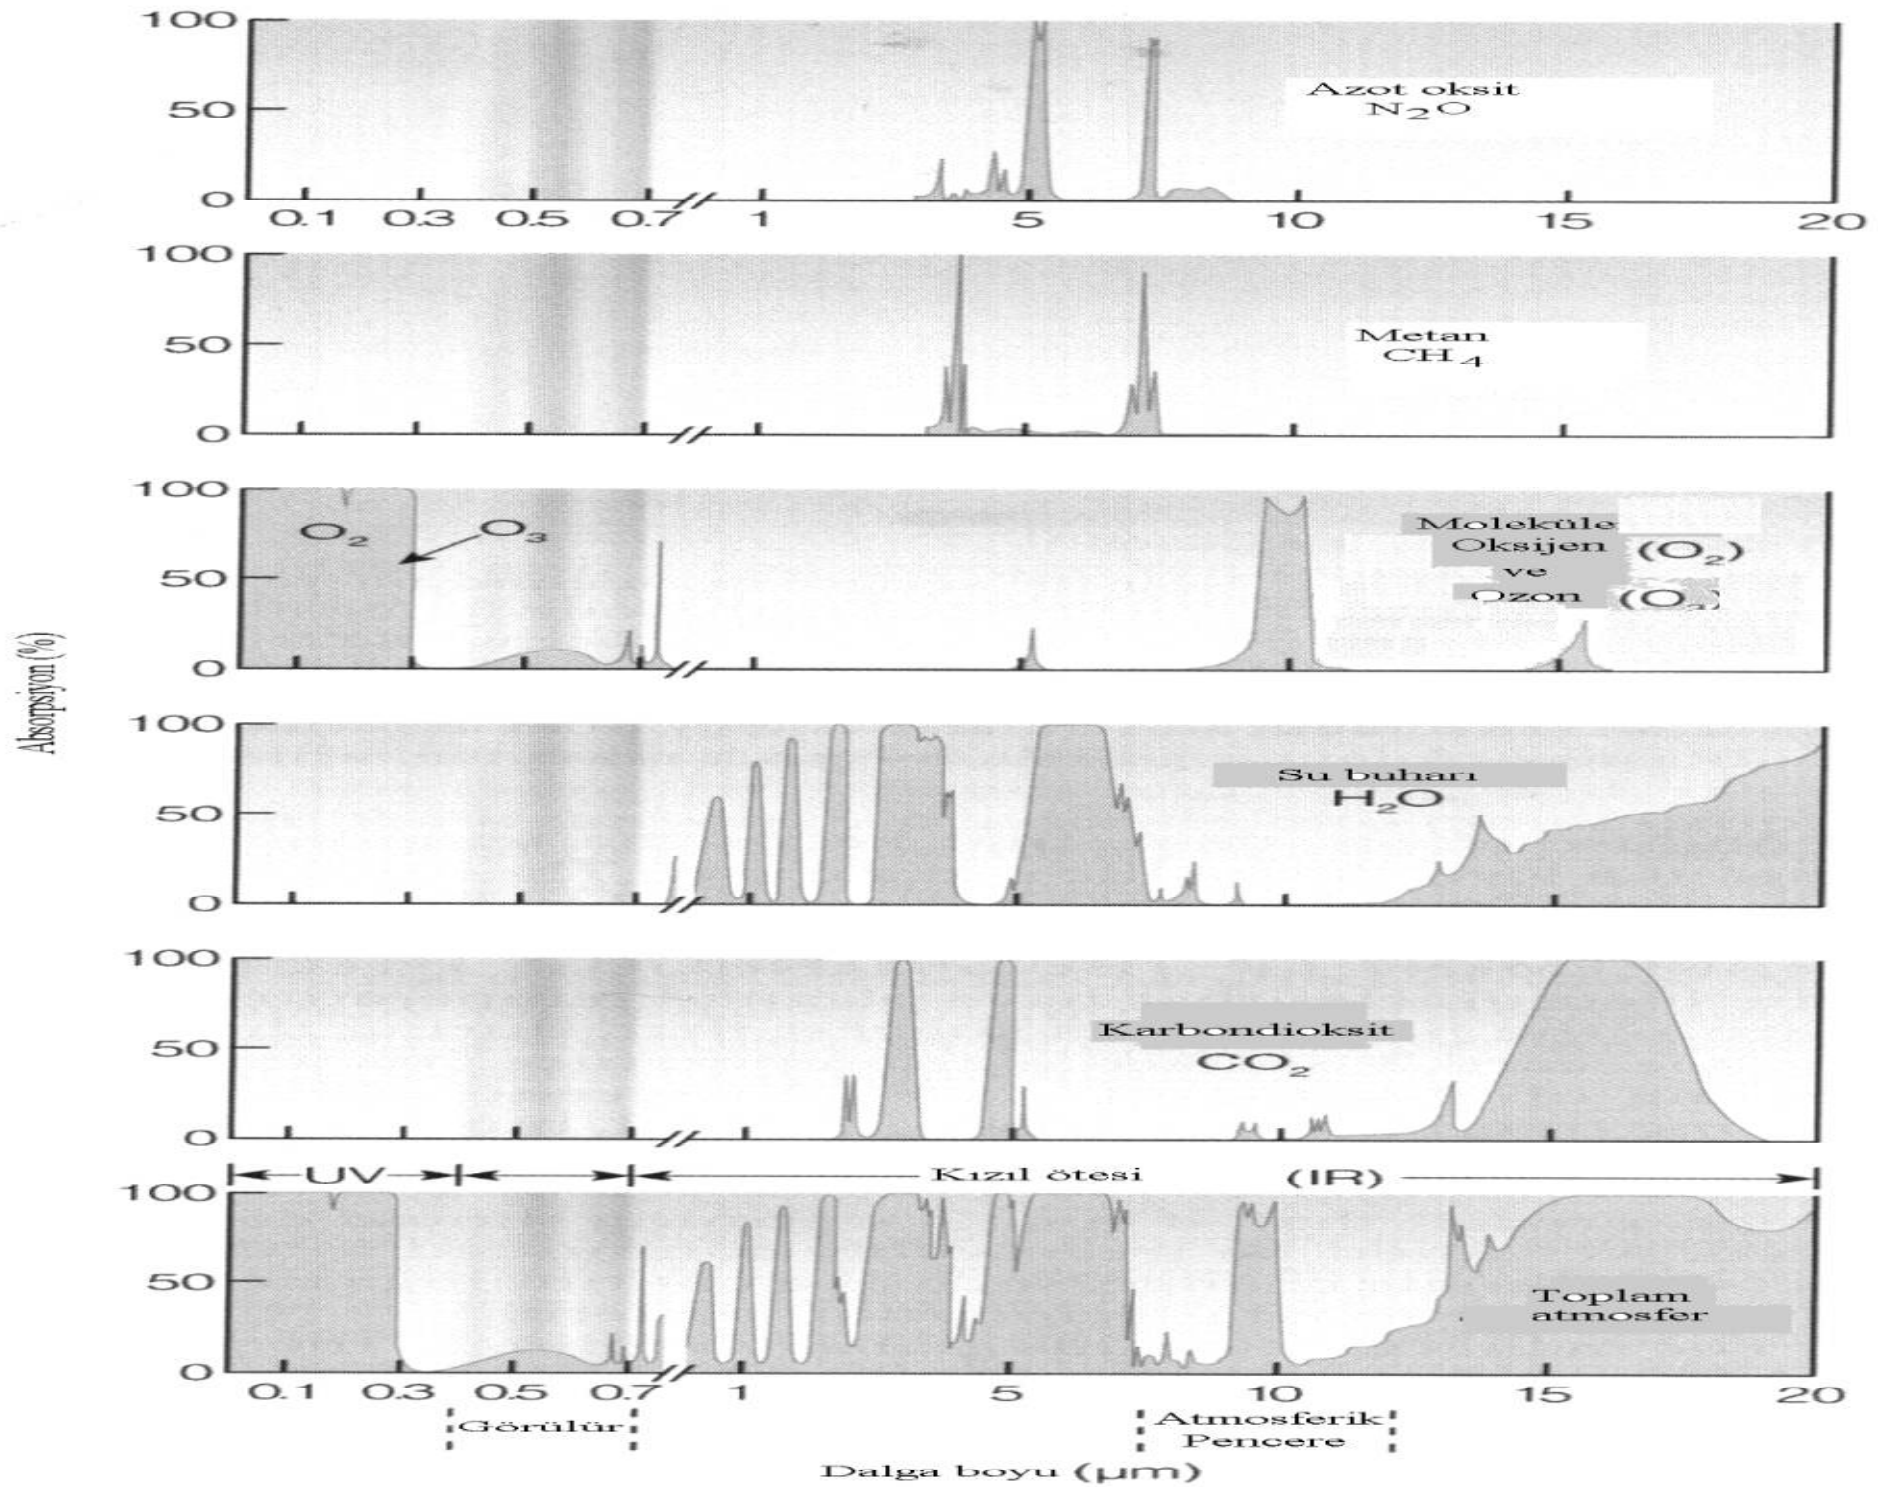 Absorpsiyon (%)
100
50
0
Azot oksit
N₂O
0.1 0.3 0.5 0.7 1 5 10 15 20
100
50
0
Metan
CH₄
100
50
0
O₂
O₃
Moleküle
Oksijen (O₂)
ve
Ozon (O₃)
100
50
0
Su buharı
H₂O
100
50
0
Karbondioksit
CO₂
UV
Kızıl ötesi (IR)
100
50
0
Toplam
atmosfer
0.1 0.3 0.5 0.7 1 5 10 15 20
Görülür
Atmosferik
Pencere
Dalga boyu (μm)